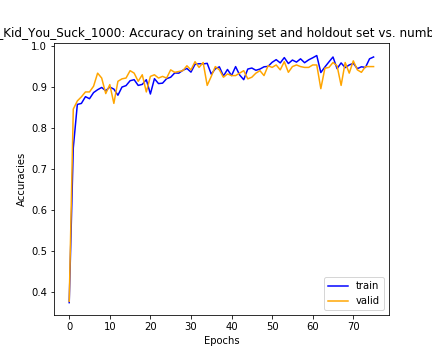 _Kid_You_Suck_1000: Accuracy on training set and holdout set vs. numb
1.0
0.9
0.8
0.7
0.6
0.5
0.4
Accuracies
0 10 20 30 40 50 60 70
Epochs
train
valid